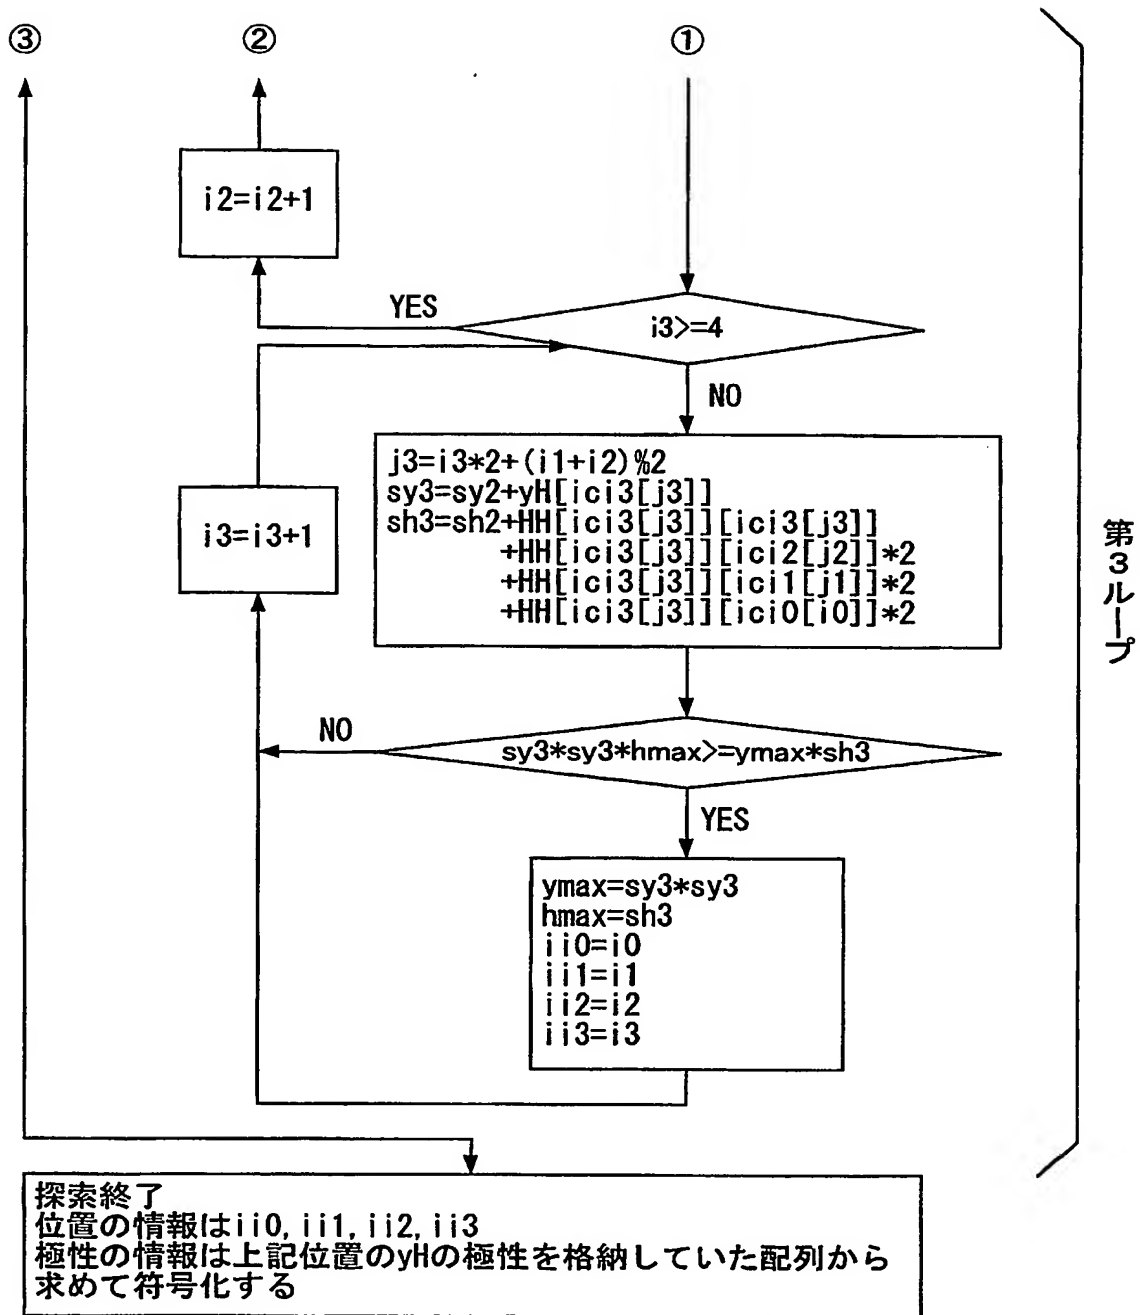 ③
②
①
i2=i2+1
YES
i3>=4
NO
j3=i3*2+(i1+i2)%2
sy3=sy2+yH[ici3[j3]]
sh3=sh2+HH[ici3[j3]][ici3[j3]]
+HH[ici3[j3]][ici2[j2]]*2
+HH[ici3[j3]][ici1[j1]]*2
+HH[ici3[j3]][ici0[i0]]*2
i3=i3+1
第3ループ
NO
sy3*sy3*hmax>=ymax*sh3
YES
ymax=sy3*sy3
hmax=sh3
ii0=i0
ii1=i1
ii2=i2
ii3=i3
探索終了
位置の情報はii0,ii1,ii2,ii3
極性の情報は上記位置のyHの極性を格納していた配列から
求めて符号化する